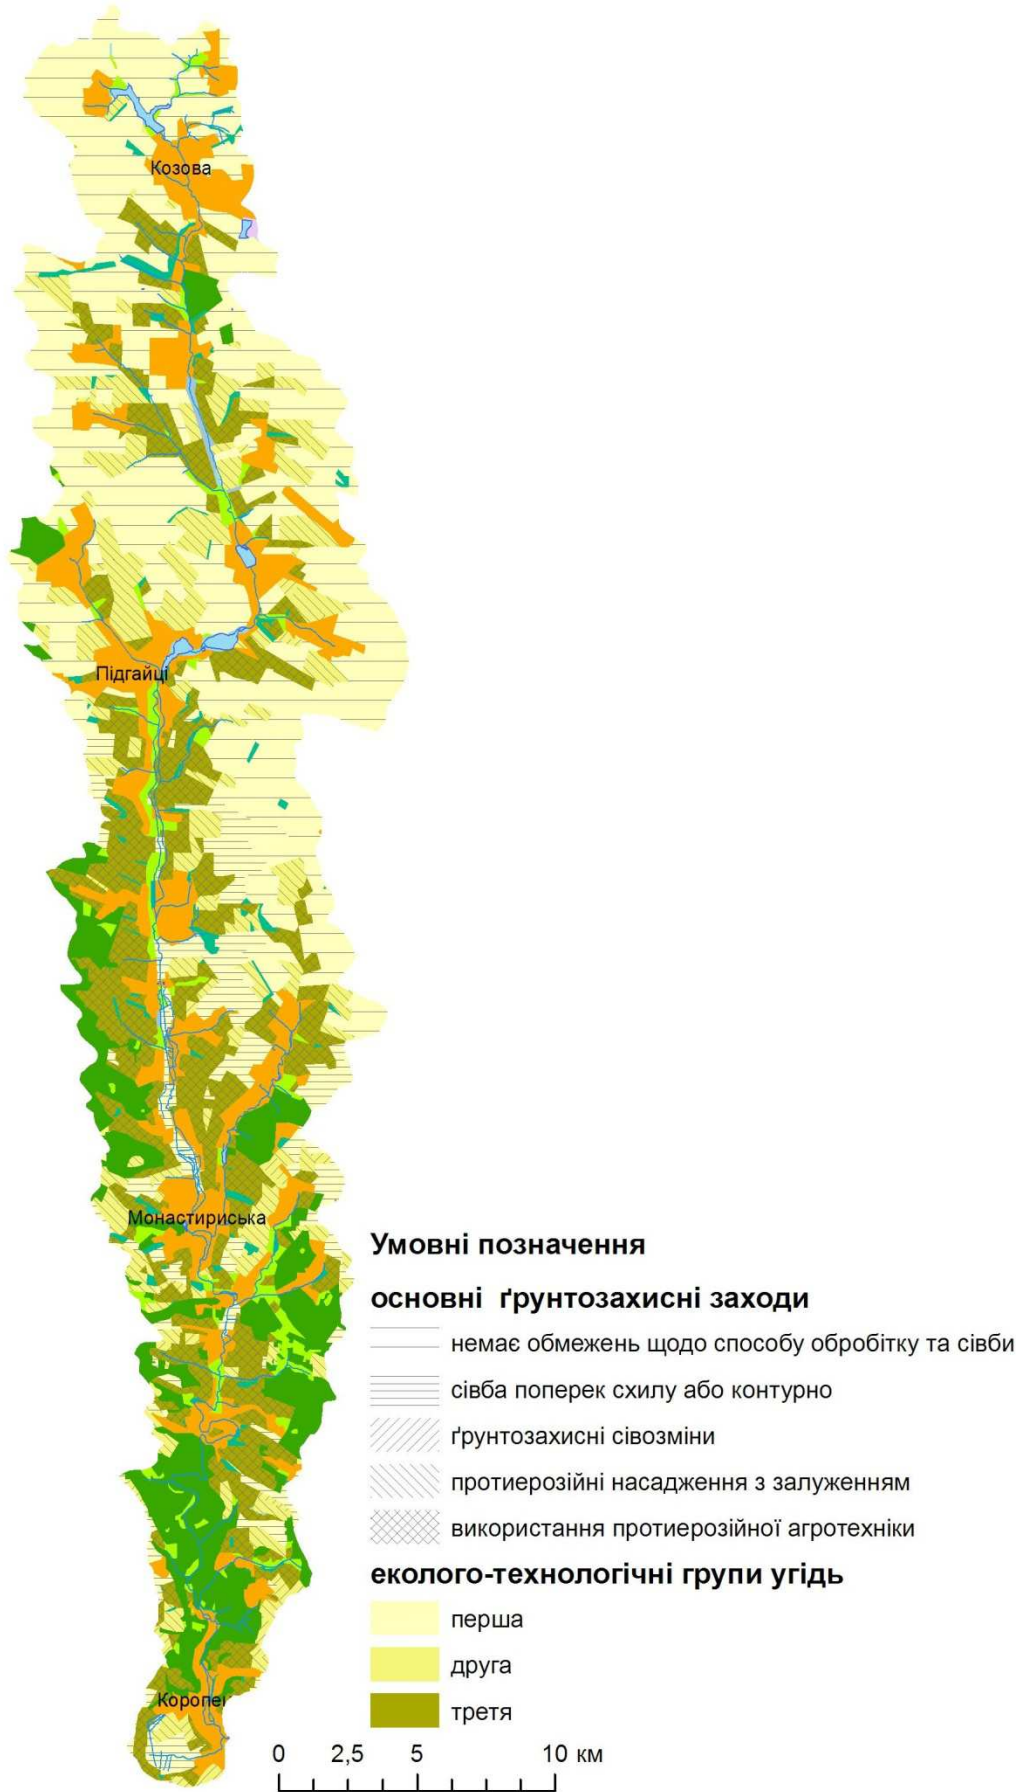 Козова
Підгайці
Монастириська
Коропе
Умовні позначення
основні ґрунтозахисні заходи
немає обмежень щодо способу обробітку та сівби
сівба поперек схилу або контурно
ґрунтозахисні сівозміни
протиерозійні насадження з залуженням
використання протиерозійної агротехніки
еколого-технологічні групи угідь
перша
друга
третя
0 2,5 5 10 км